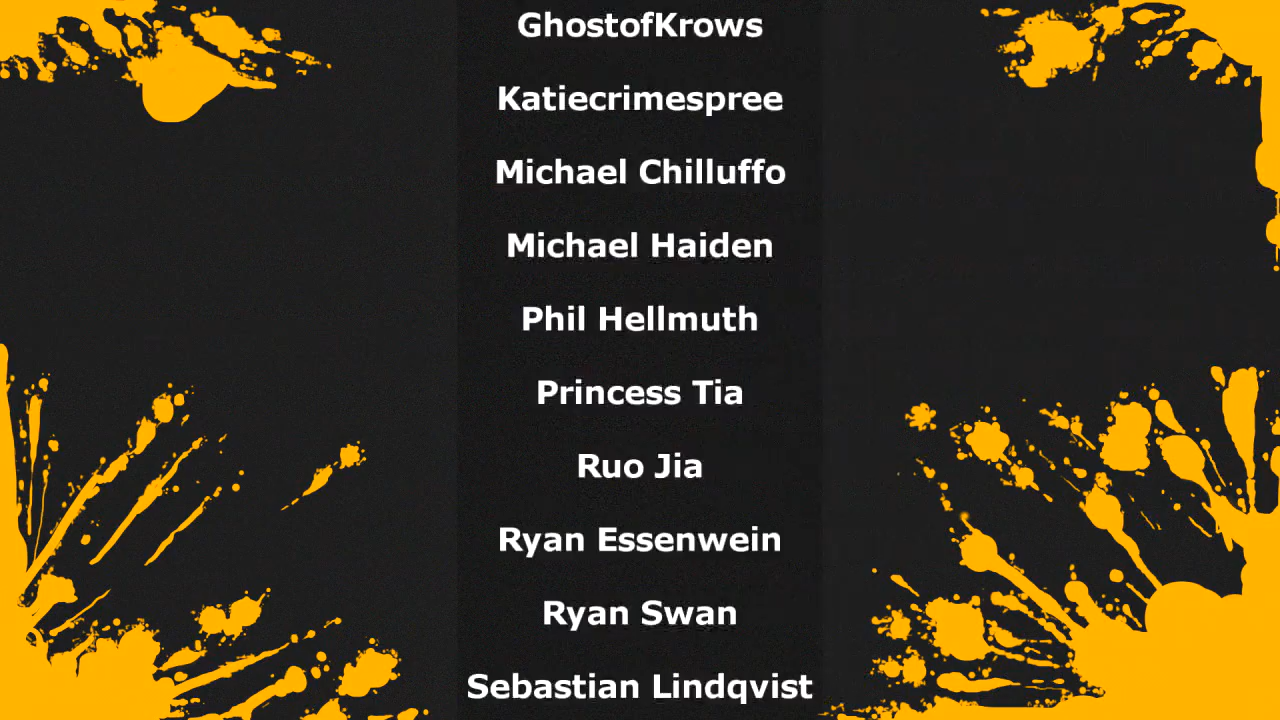 GhostofKrows
Katiecrimespree
Michael Chilluffo
Michael Haiden
Phil Hellmuth
Princess Tia
Ruo Jia
Ryan Essenwein
Ryan Swan
Sebastian Lindqvist